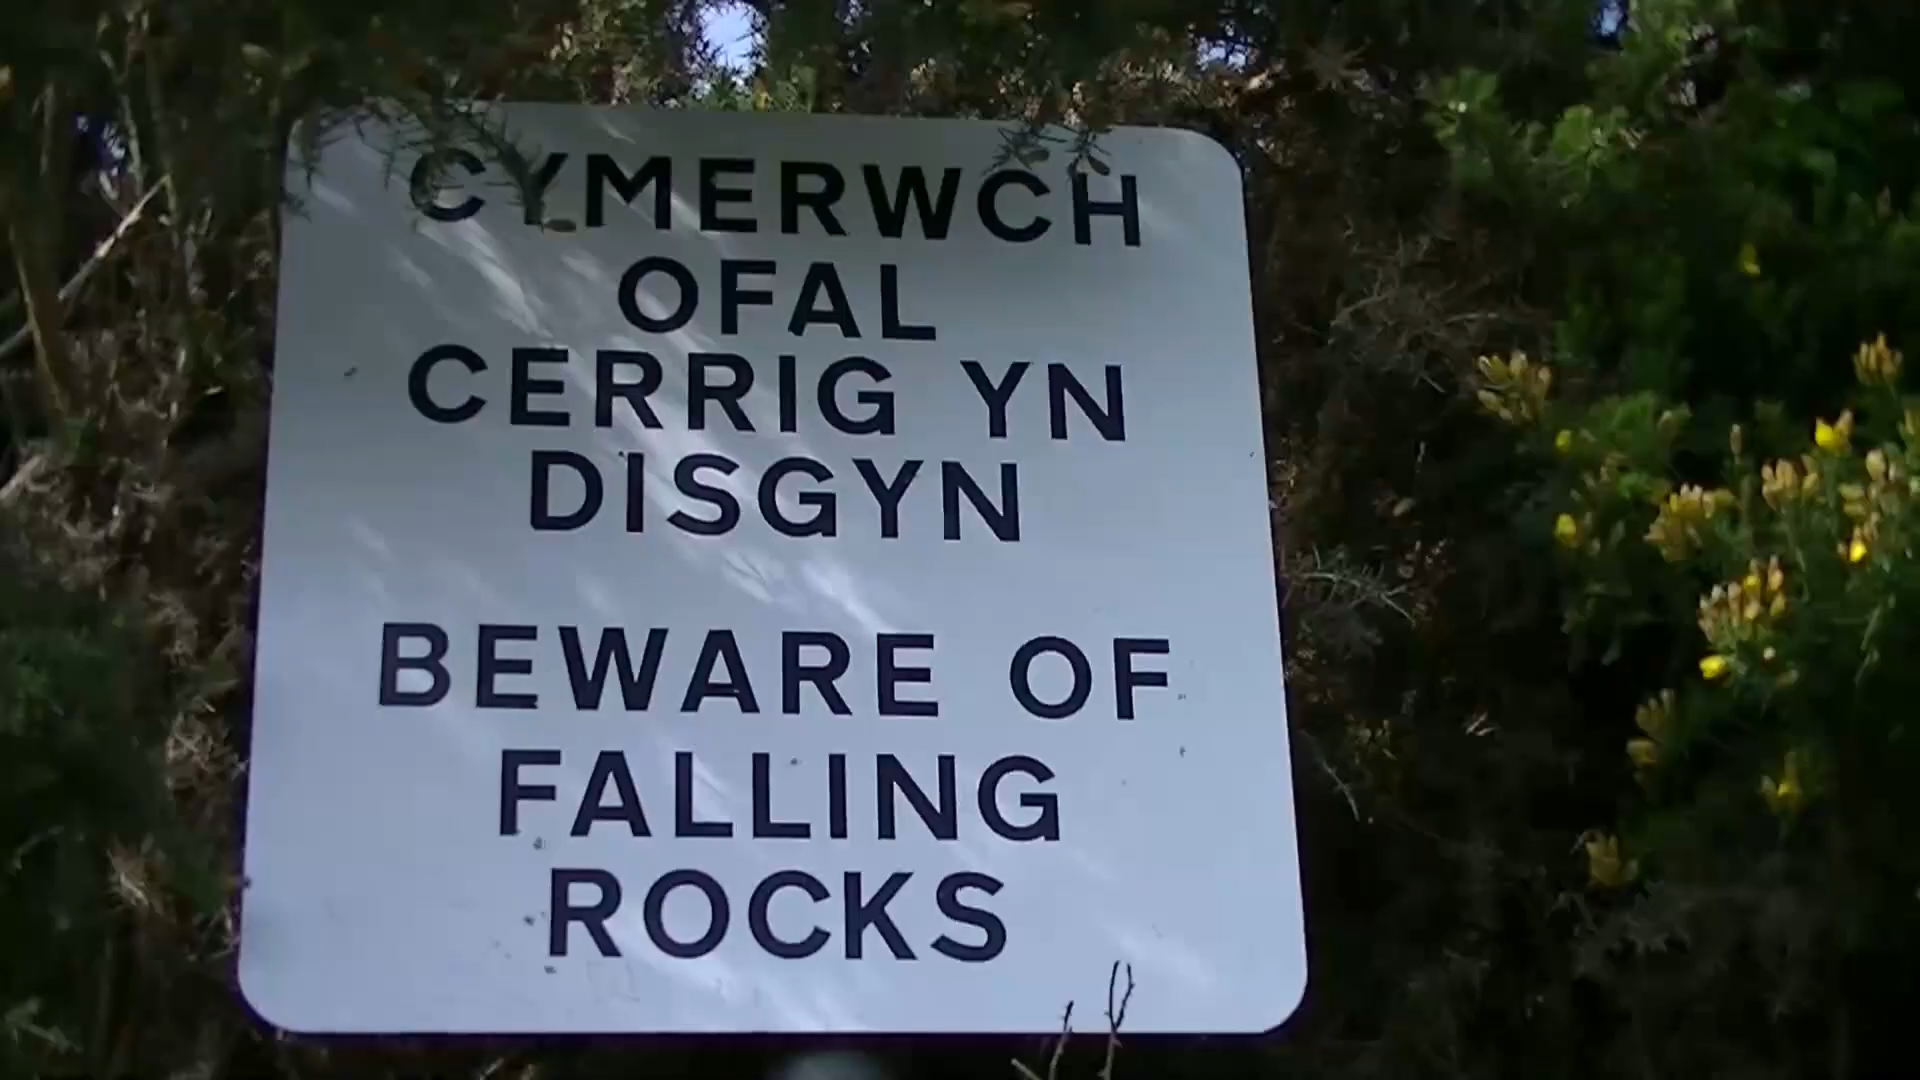 CYMERWCH
OFAL
CERRIG YN
DISGYN
BEWARE OF
FALLING
ROCKS